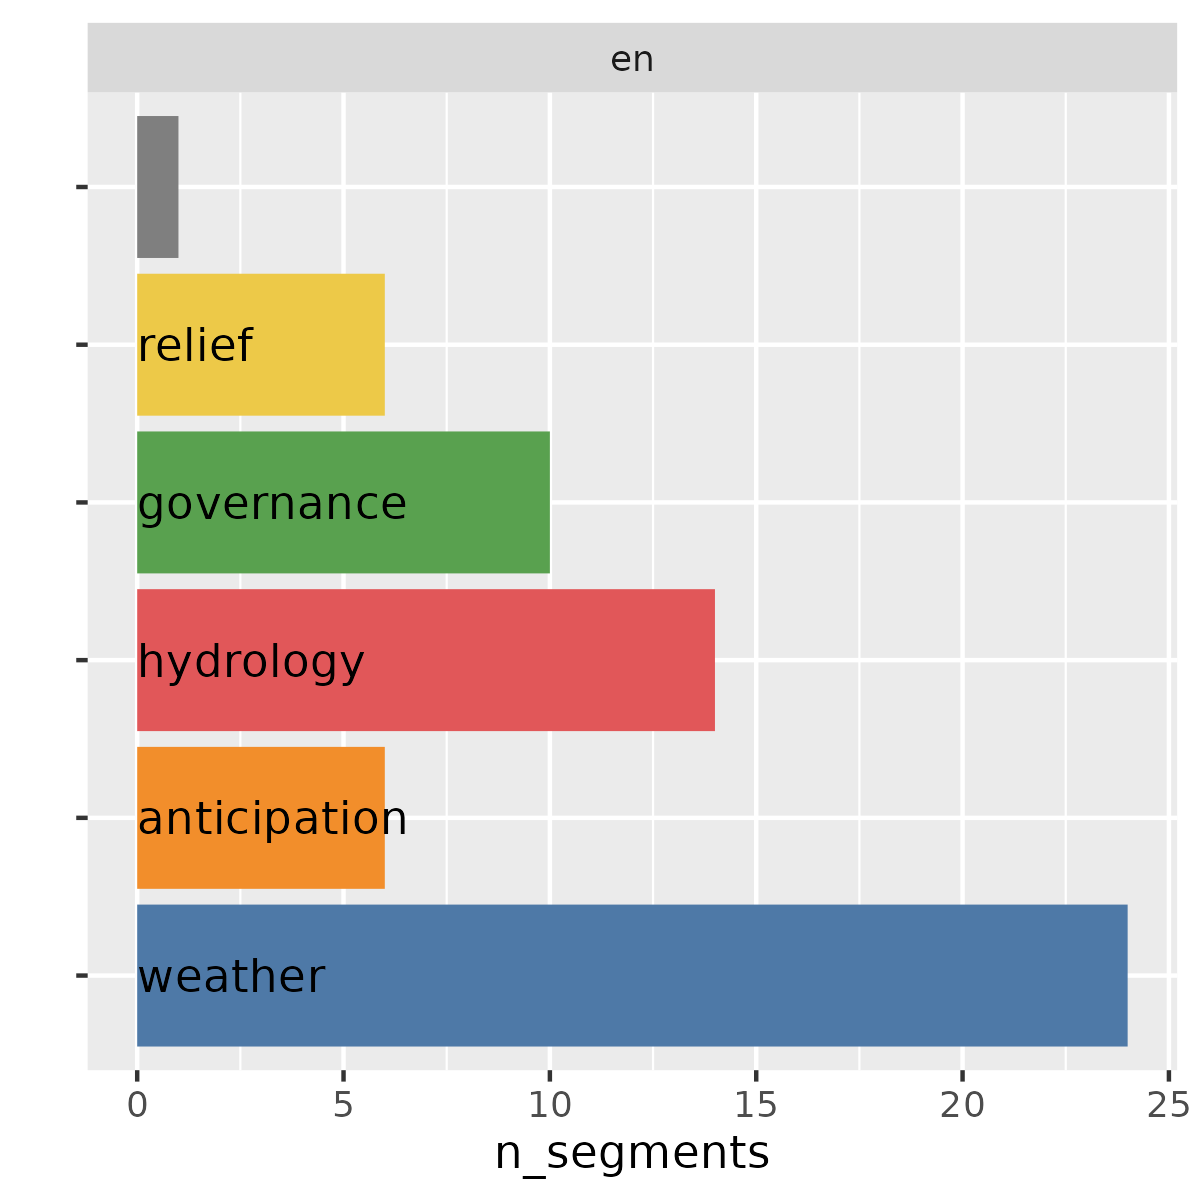 en
relief
governance
hydrology
anticipation
weather
0 5 10 15 20 25
n_segments